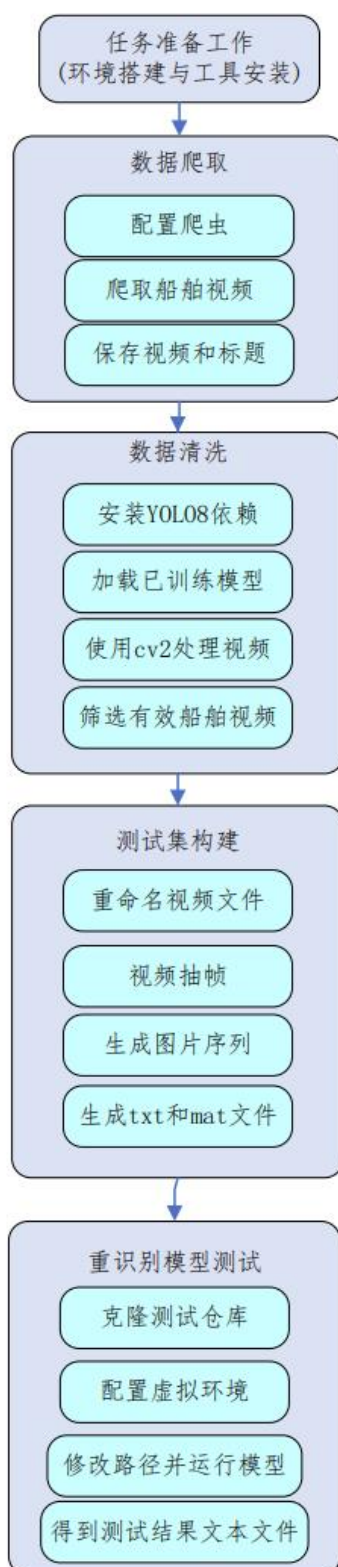 任务准备工作
(环境搭建与工具安装)
数据爬取
配置爬虫
爬取船舶视频
保存视频和标题
数据清洗
安装YOLO8依赖
加载已训练模型
使用cv2处理视频
筛选有效船舶视频
测试集构建
重命名视频文件
视频抽帧
生成图片序列
生成txt和mat文件
重识别模型测试
克隆测试仓库
配置虚拟环境
修改路径并运行模型
得到测试结果文本文件